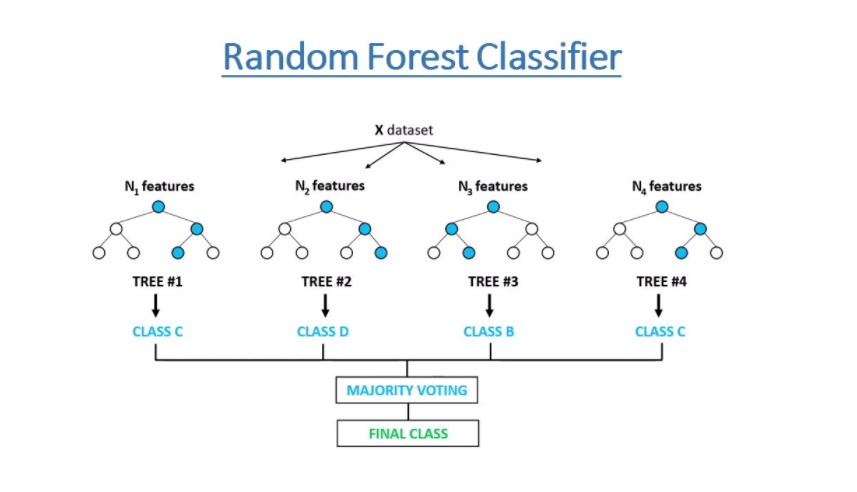 Random Forest Classifier
X dataset
N1 features N2 features N3 features N4 features
TREE #1 TREE #2 TREE #3 TREE #4
CLASS C CLASS D CLASS B CLASS C
MAJORITY VOTING
FINAL CLASS